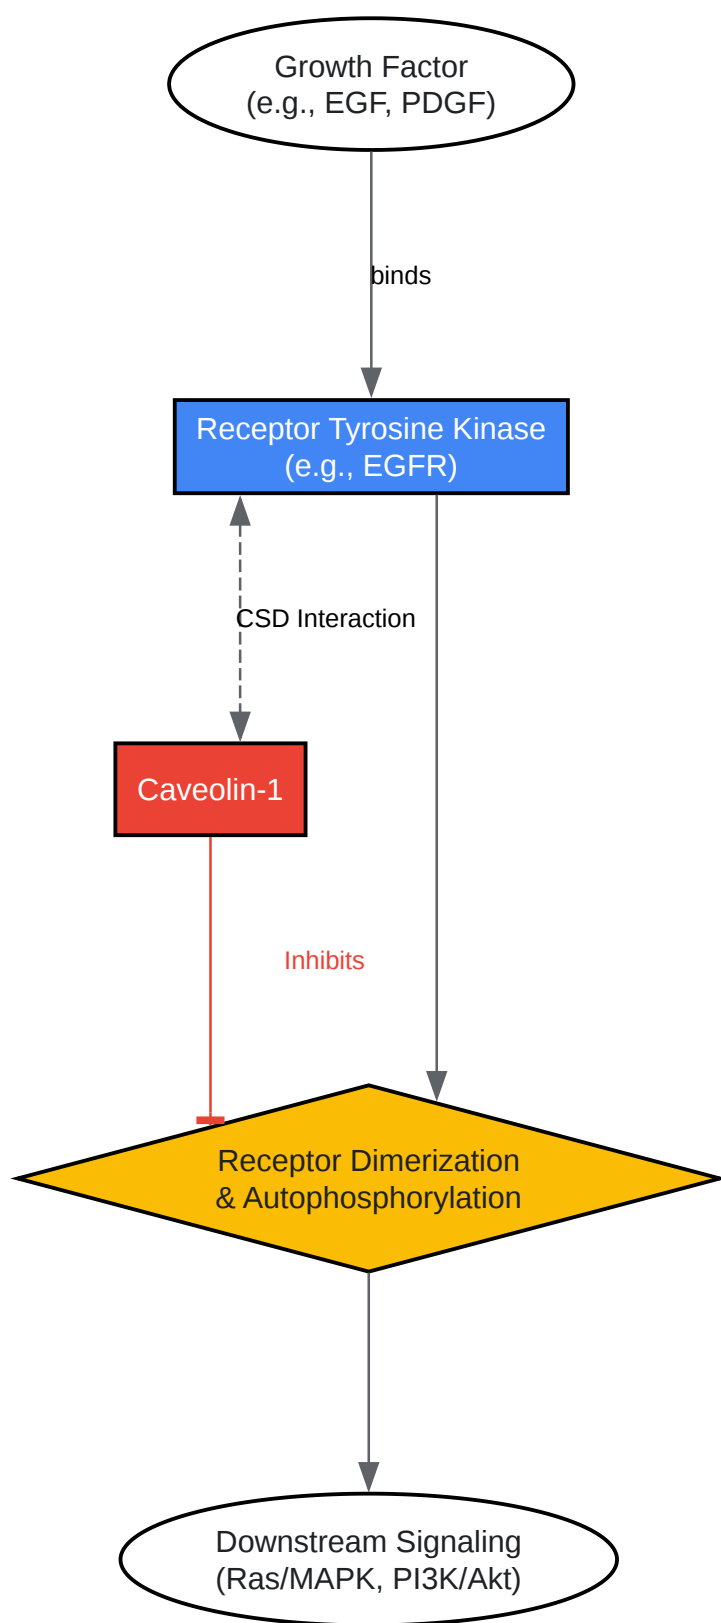 Growth Factor
(e.g., EGF, PDGF)
binds
Receptor Tyrosine Kinase
(e.g., EGFR)
CSD Interaction
Caveolin-1
Inhibits
Receptor Dimerization
& Autophosphorylation
Downstream Signaling
(Ras/MAPK, PI3K/Akt)